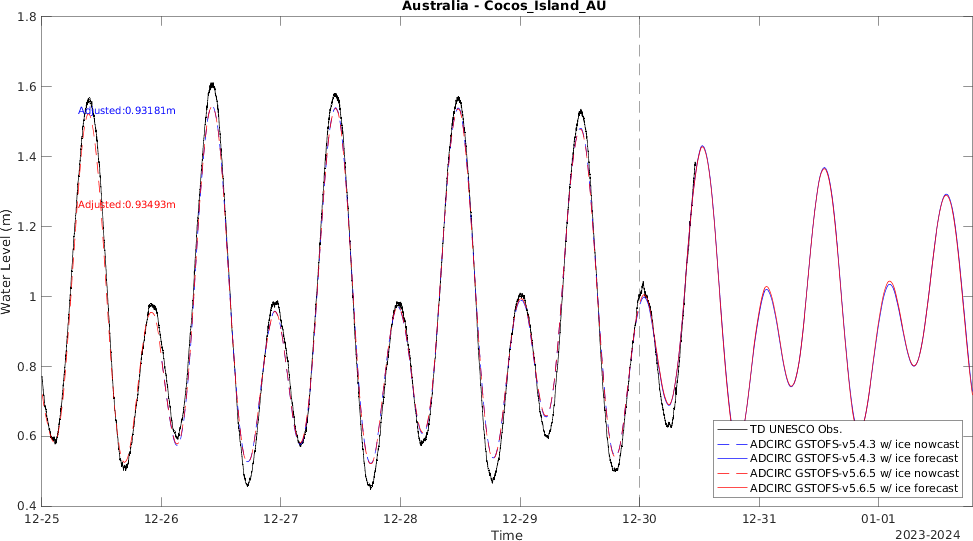 Australia - Cocos_Island_AU
1.8
1.6
1.4
1.2
1
0.8
0.6
0.4
Water Level (m)
Adjusted:0.93181m
Adjusted:0.93493m
TD UNESCO Obs.
ADCIRC GSTOFS-v5.4.3 w/ ice nowcast
ADCIRC GSTOFS-v5.4.3 w/ ice forecast
ADCIRC GSTOFS-v5.6.5 w/ ice nowcast
ADCIRC GSTOFS-v5.6.5 w/ ice forecast
12-25 12-26 12-27 12-28 12-29 12-30 12-31 01-01
Time
2023-2024